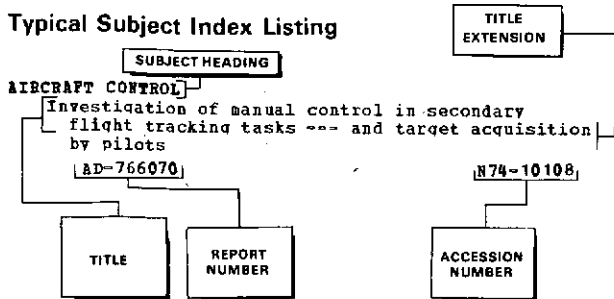 Typical Subject Index Listing
TITLE
EXTENSION
SUBJECT HEADING
AIRCRAFT CONTROL
Investigation of manual control in secondary
flight tracking tasks --- and target acquisition
by pilots
AD-766070
N74-10108
TITLE
REPORT
NUMBER
ACCESSION
NUMBER